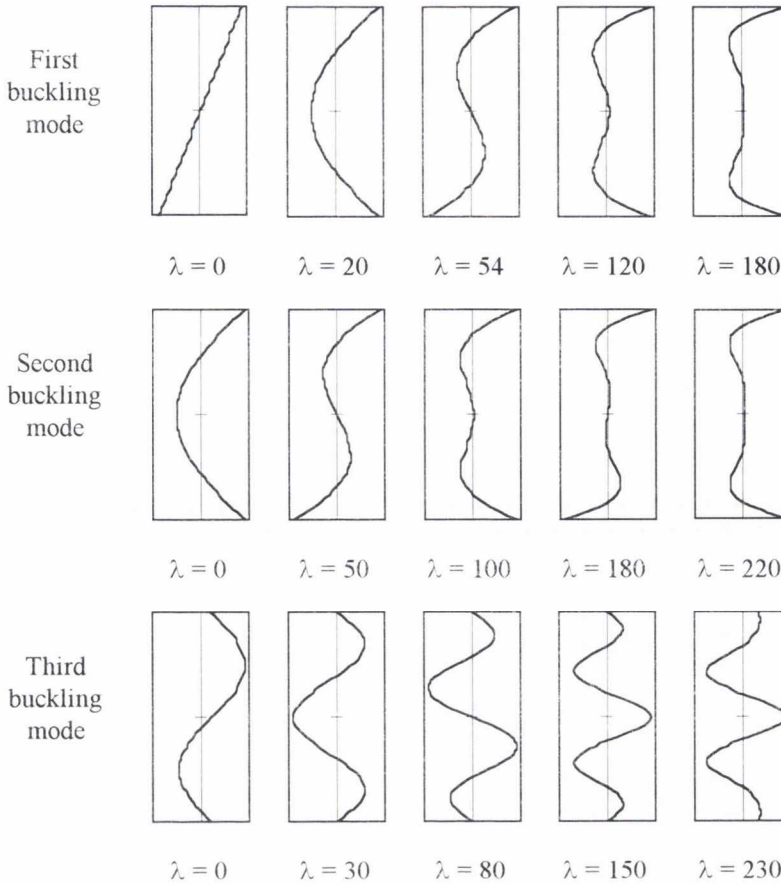 First
buckling
mode
λ = 0 λ = 20 λ = 54 λ = 120 λ = 180
Second
buckling
mode
λ = 0 λ = 50 λ = 100 λ = 180 λ = 220
Third
buckling
mode
λ = 0 λ = 30 λ = 80 λ = 150 λ = 230